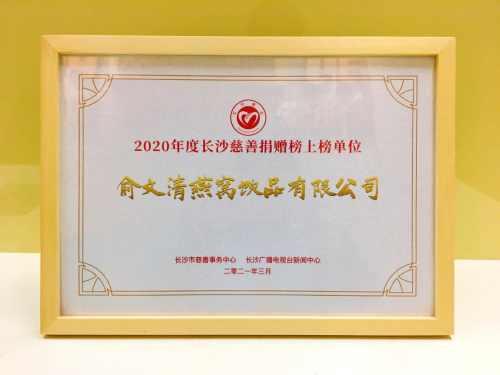 2020年度长沙慈善捐赠榜上榜单位
俞文清燕窝饮品有限公司
长沙市慈善事务中心 长沙广播电视台新闻中心
二零二一年三月